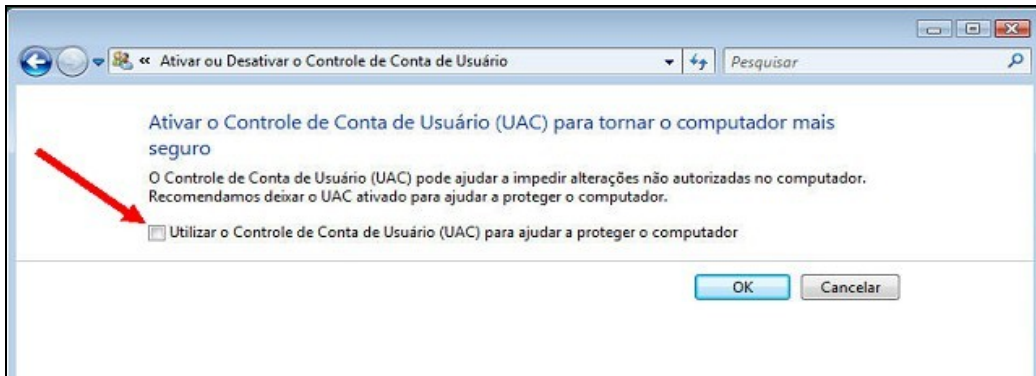 « Ativar ou Desativar o Controle de Conta de Usuário
Pesquisar
Ativar o Controle de Conta de Usuário (UAC) para tornar o computador mais
seguro
O Controle de Conta de Usuário (UAC) pode ajudar a impedir alterações não autorizadas no computador.
Recomendamos deixar o UAC ativado para ajudar a proteger o computador.
Utilizar o Controle de Conta de Usuário (UAC) para ajudar a proteger o computador
OK
Cancelar